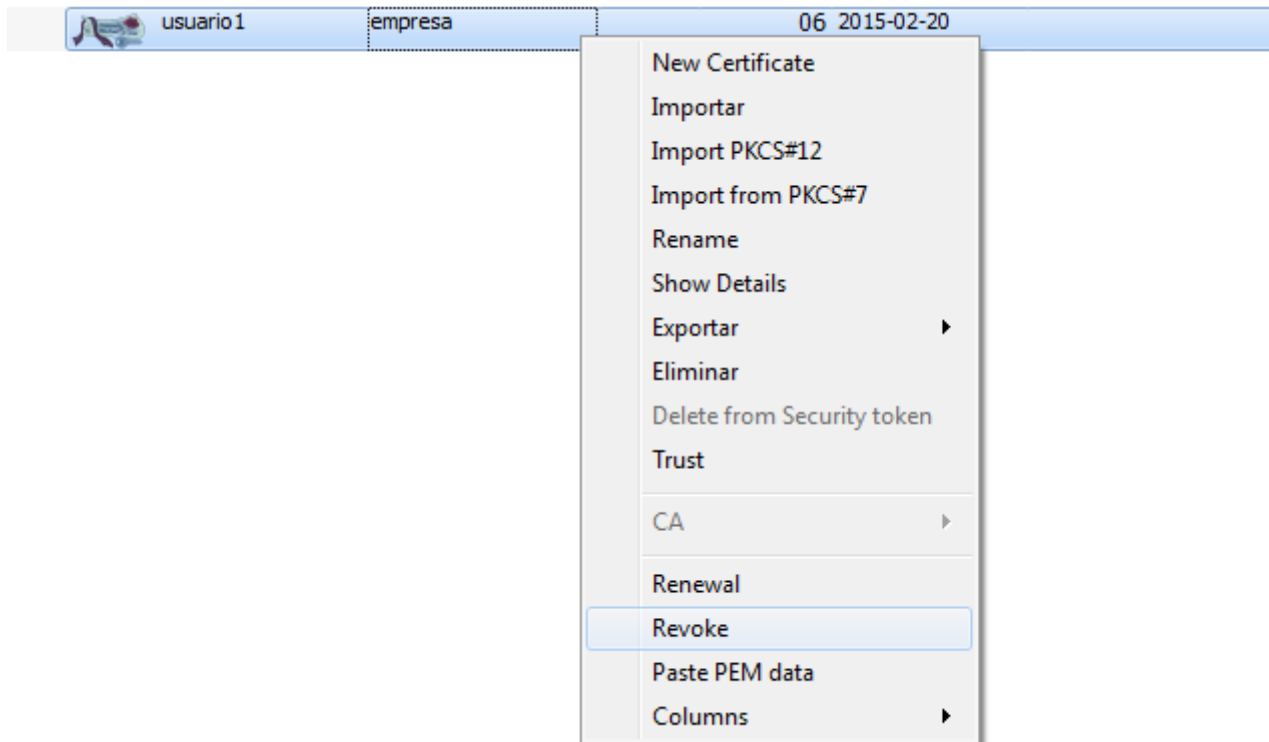 usuario1 empresa 06 2015-02-20
New Certificate
Importar
Import PKCS#12
Import from PKCS#7
Rename
Show Details
Exportar
Eliminar
Delete from Security token
Trust
CA
Renewal
Revoke
Paste PEM data
Columns